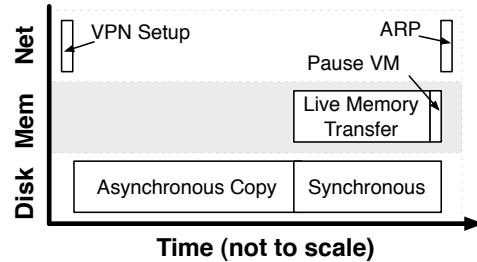 Net
VPN Setup
ARP
Pause VM
Mem
Live Memory
Transfer
Disk
Asynchronous Copy
Synchronous
Time (not to scale)